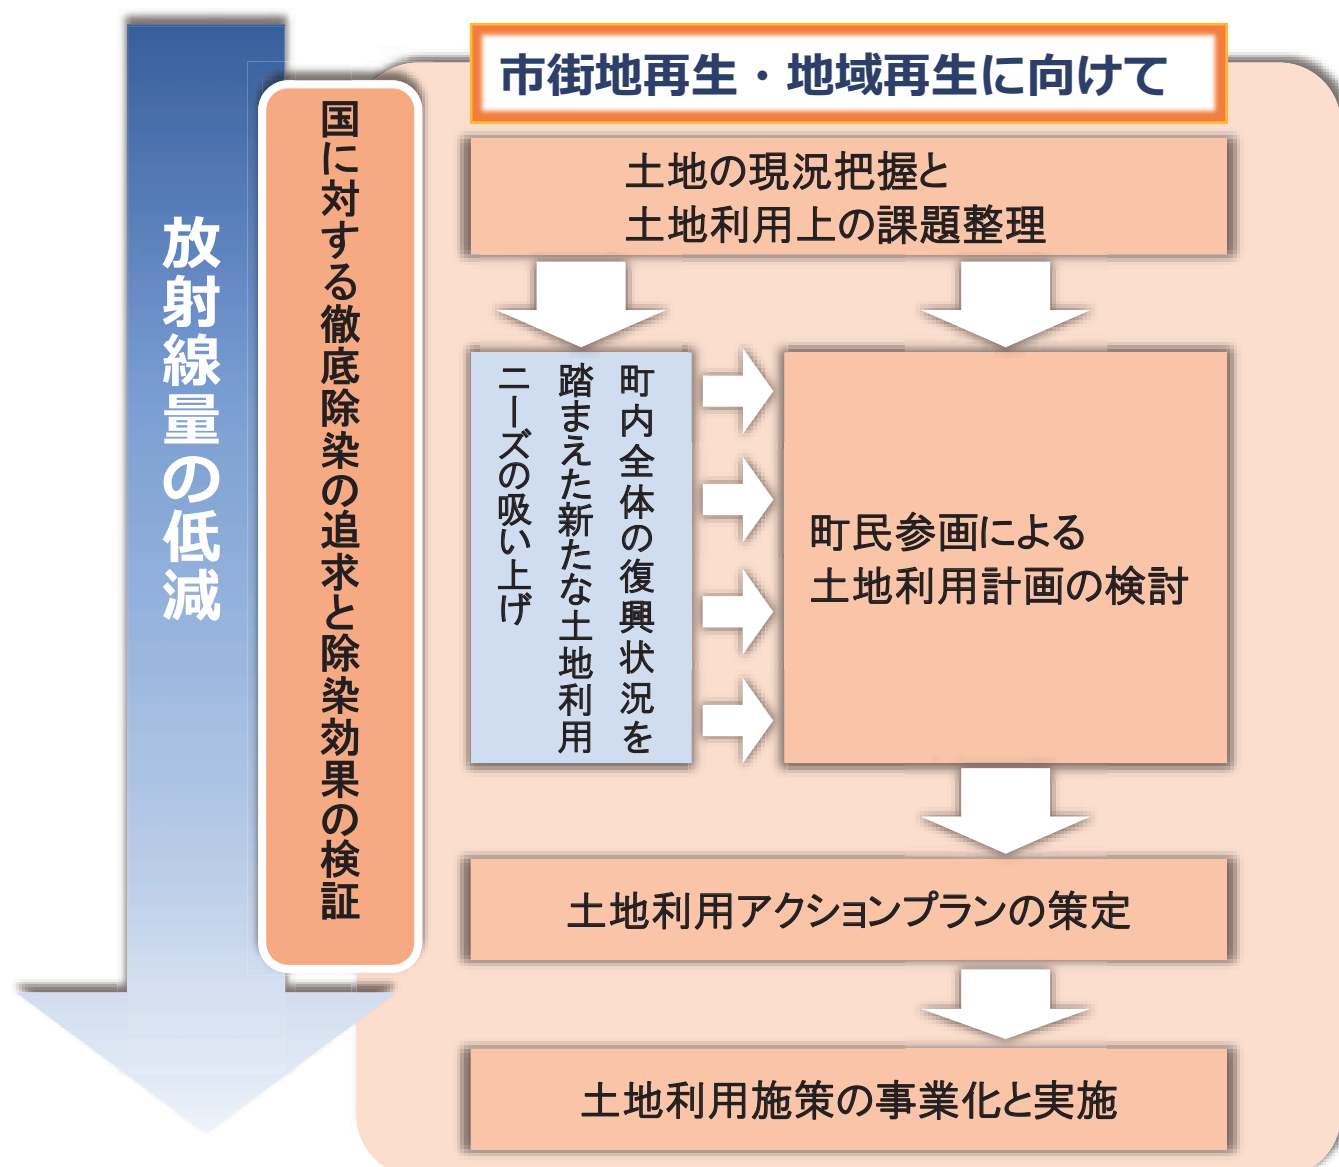 市街地再生・地域再生に向けて
放射線量の低減
国に対する徹底除染の追求と除染効果の検証
土地の現況把握と
土地利用上の課題整理
町内全体の復興状況を
踏まえた新たな土地利用
ニーズの吸い上げ
町民参画による
土地利用計画の検討
土地利用アクションプランの策定
土地利用施策の事業化と実施